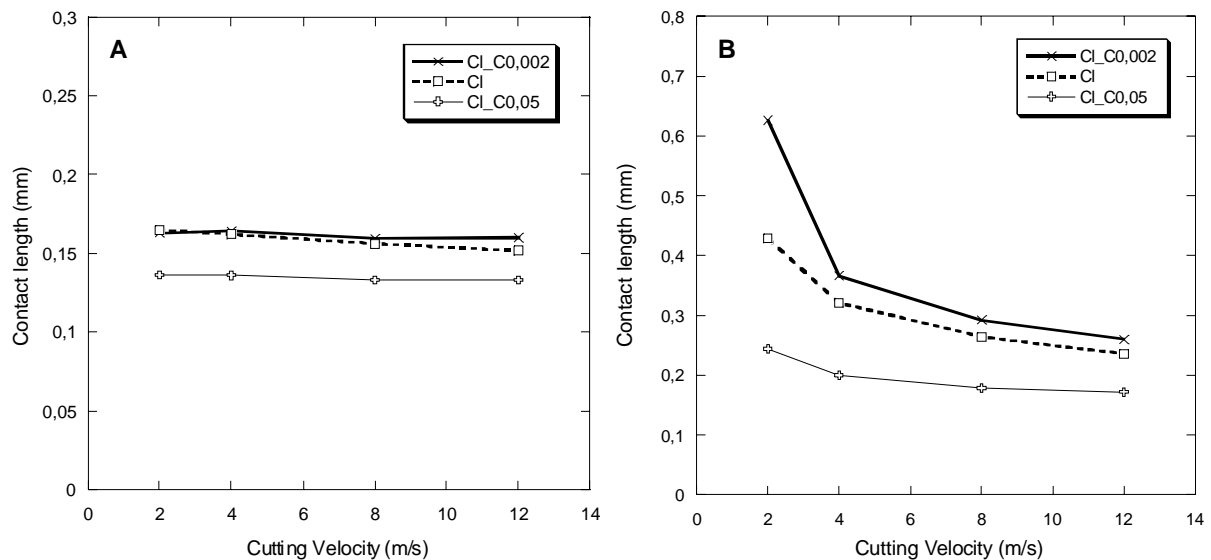 A
Cl_C0,002
Cl
Cl_C0,05
0,3
0,25
0,2
0,15
0,1
0,05
0
Contact length (mm)
0 2 4 6 8 10 12 14
Cutting Velocity (m/s)
B
Cl_C0,002
Cl
Cl_C0,05
0,8
0,7
0,6
0,5
0,4
0,3
0,2
0,1
0
Contact length (mm)
0 2 4 6 8 10 12 14
Cutting Velocity (m/s)